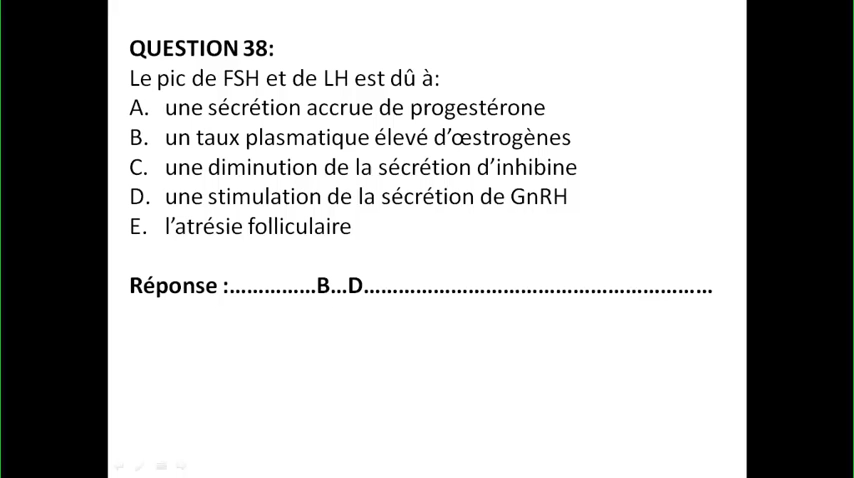 QUESTION 38:
Le pic de FSH et de LH est dû à:
A. une sécrétion accrue de progestérone
B. un taux plasmatique élevé d’œstrogènes
C. une diminution de la sécrétion d’inhibine
D. une stimulation de la sécrétion de GnRH
E. l’atrésie folliculaire
Réponse :……………B...D……………………………………………………